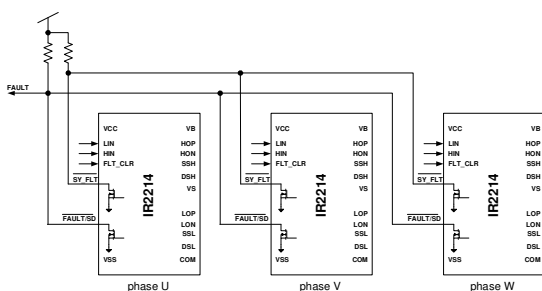 FAULT
VCC
LIN
HIN
FLT_CLR
SY_FLT
FAULT/SD
VSS
IR2214
VB
HOP
HON
SSH
DSH
VS
LOP
LON
SSL
DSL
COM
phase U
VCC
LIN
HIN
FLT_CLR
SY_FLT
FAULT/SD
VSS
IR2214
VB
HOP
HON
SSH
DSH
VS
LOP
LON
SSL
DSL
COM
phase V
VCC
LIN
HIN
FLT_CLR
SY_FLT
FAULT/SD
VSS
IR2214
VB
HOP
HON
SSH
DSH
VS
LOP
LON
SSL
DSL
COM
phase W